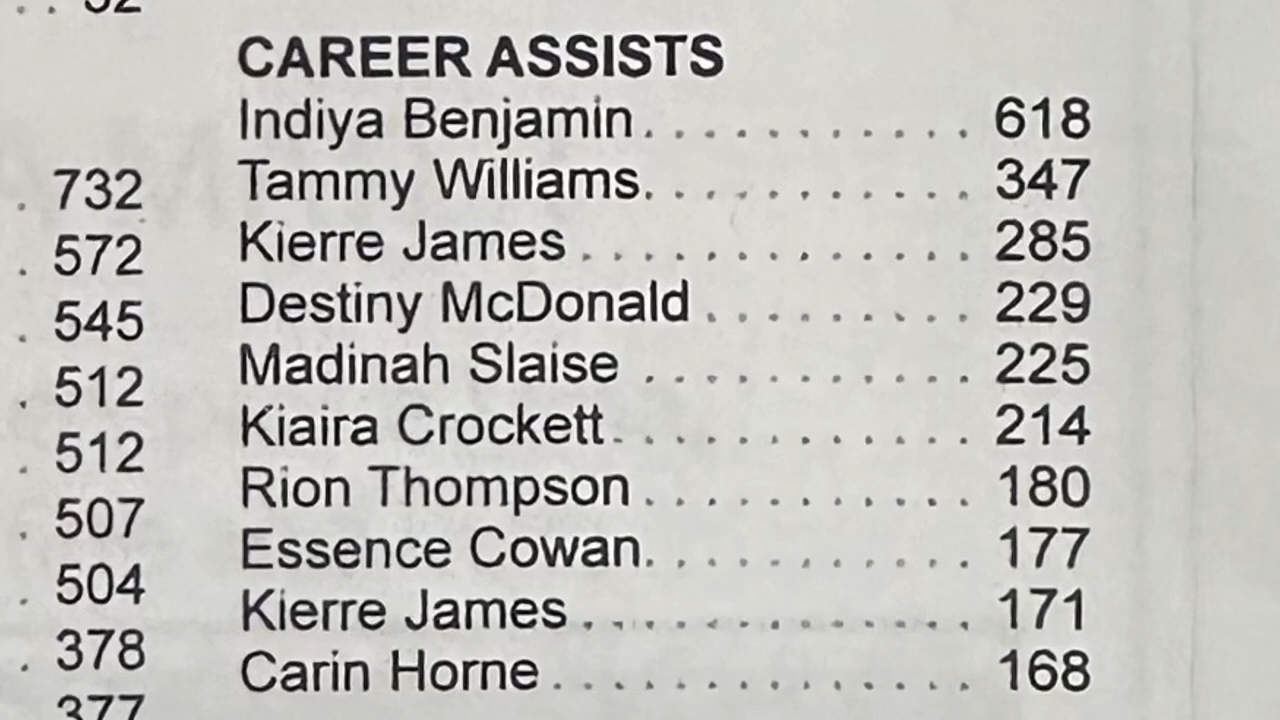 . . 52
. 732
. 572
. 545
. 512
. 512
. 507
. 504
. 378
377
CAREER ASSISTS
Indiya Benjamin. . . . . . . . . . . . 618
Tammy Williams. . . . . . . . . . . . 347
Kierre James . . . . . . . . . . . . . . 285
Destiny McDonald . . . . . . . . . . 229
Madinah Slaise . . . . . . . . . . . . 225
Kiaira Crockett. . . . . . . . . . . . . 214
Rion Thompson . . . . . . . . . . . . 180
Essence Cowan. . . . . . . . . . . . 177
Kierre James. . . . . . . . . . . . . . 171
Carin Horne . . . . . . . . . . . . . . . 168